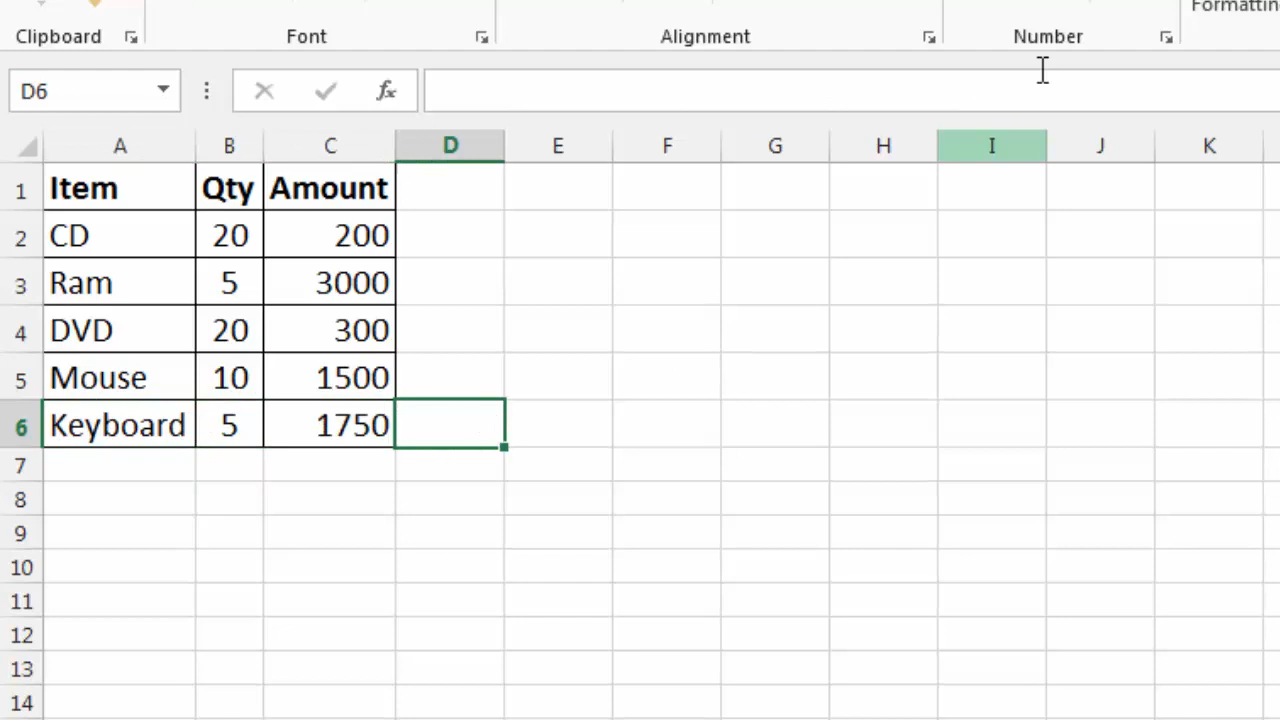 Formattin
Clipboard Font Alignment Number
D6 fx
A B C D E F G H I J K
1 Item Qty Amount
2 CD 20 200
3 Ram 5 3000
4 DVD 20 300
5 Mouse 10 1500
6 Keyboard 5 1750
7
8
9
10
11
12
13
14